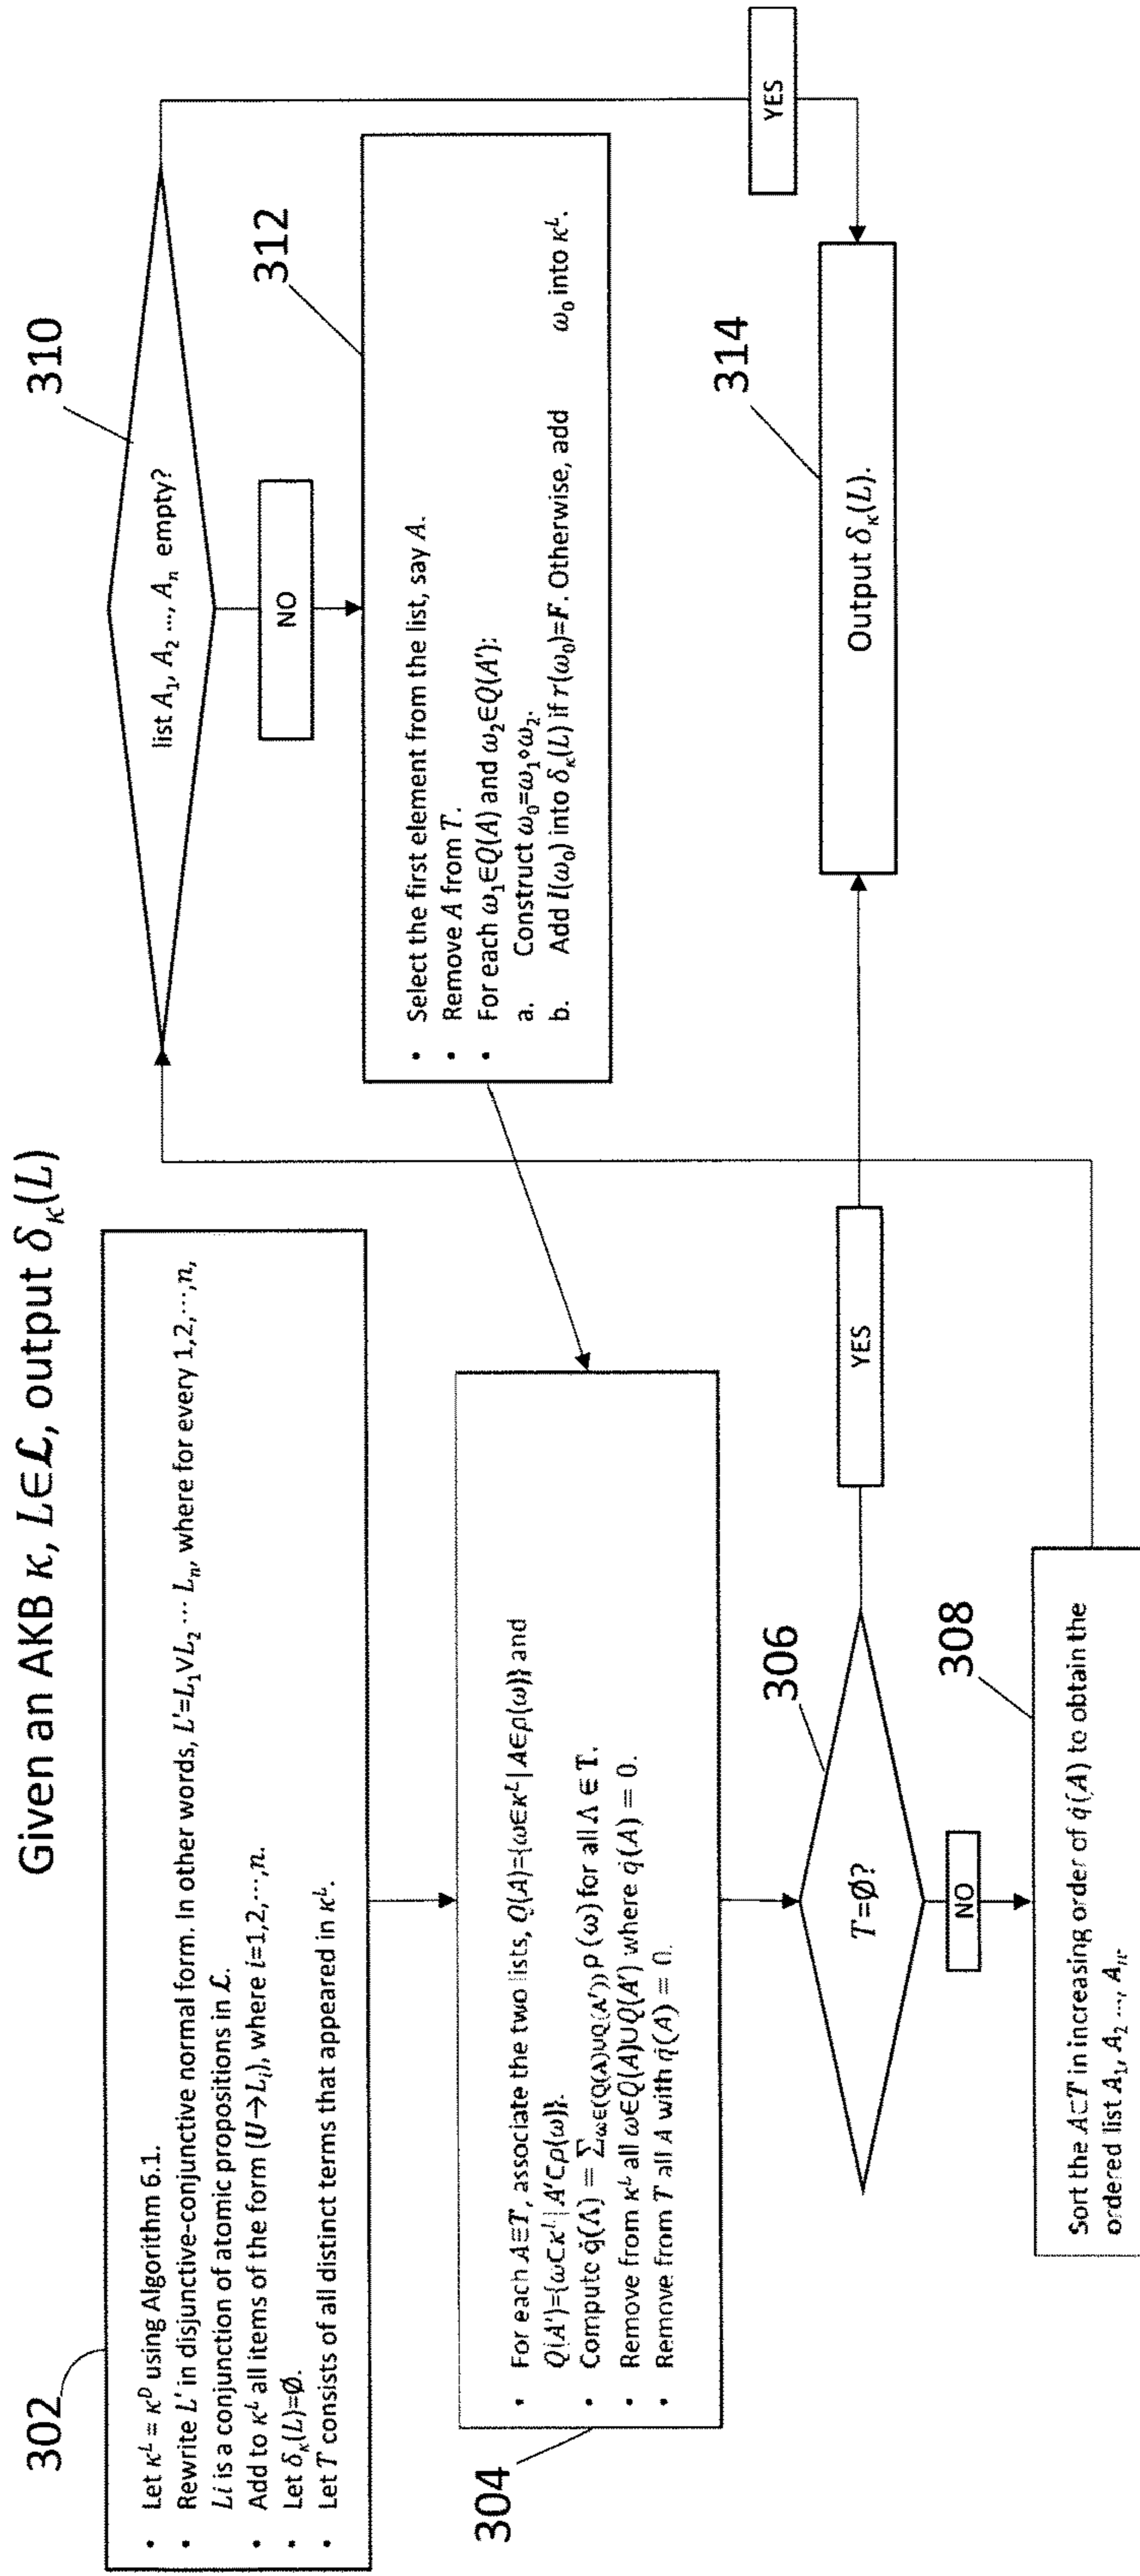 Given an AKB κ, L∈𝓛, output δκ(L)
302
• Let κᴸ = κᴰ using Algorithm 6.1.
• Rewrite L' in disjunctive-conjunctive normal form. In other words, L'=L₁∨L₂ ⋯ Lₙ, where for every 1,2,⋯,n,
Li is a conjunction of atomic propositions in 𝓛.
• Add to κᴸ all items of the form (U→Lᵢ), where i=1,2,⋯,n.
• Let δκ(L)=Ø.
• Let T consists of all distinct terms that appeared in κᴸ.
304
• For each A∈T, associate the two lists, Q(A)={ω∈κᴸ| A∈ρ(ω)} and
Q(A')={ω∈κᴸ| A'∈ρ(ω)}.
• Compute q̇(A) = ∑ω∈(Q(A)∪Q(A')) ρ(ω) for all A ∈ T.
• Remove from κᴸ all ω∈Q(A)∪Q(A') where q̇(A) = 0.
• Remove from T all A with q̇(A) = 0.
306
T=Ø?
YES
NO
308
Sort the A∈T in increasing order of q̇(A) to obtain the
ordered list A₁, A₂ ..., Aₙ.
310
list A₁, A₂ ..., Aₙ empty?
NO
YES
312
• Select the first element from the list, say A.
• Remove A from T.
• For each ω₁∈Q(A) and ω₂∈Q(A'):
a. Construct ω₀=ω₁⋄ω₂.
b. Add l(ω₀) into δκ(L) if r(ω₀)=F. Otherwise, add ω₀ into κᴸ.
314
Output δκ(L).